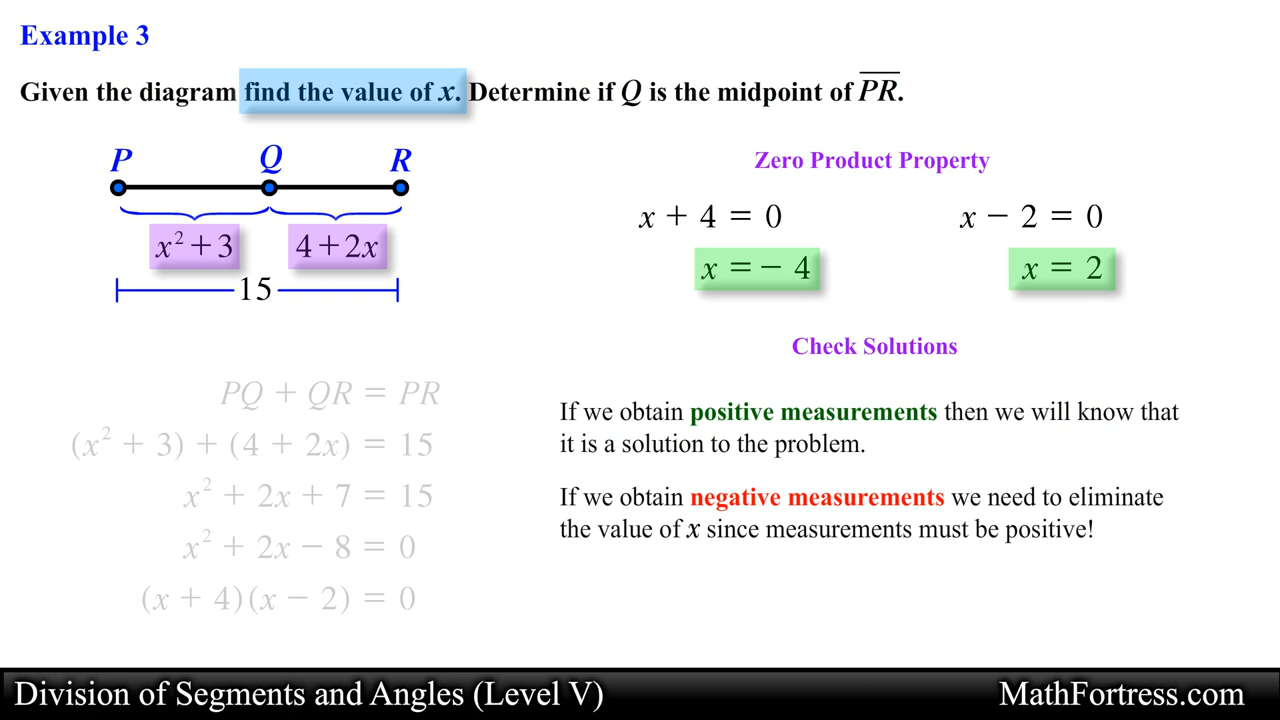 Example 3
Given the diagram find the value of x. Determine if Q is the midpoint of P̅R̅.
P Q R
x² + 3 4 + 2x
15
PQ + QR = PR
(x² + 3) + (4 + 2x) = 15
x² + 2x + 7 = 15
x² + 2x − 8 = 0
(x + 4)(x − 2) = 0
Zero Product Property
x + 4 = 0 x − 2 = 0
x = − 4 x = 2
Check Solutions
If we obtain positive measurements then we will know that
it is a solution to the problem.
If we obtain negative measurements we need to eliminate
the value of x since measurements must be positive!
Division of Segments and Angles (Level V) MathFortress.com